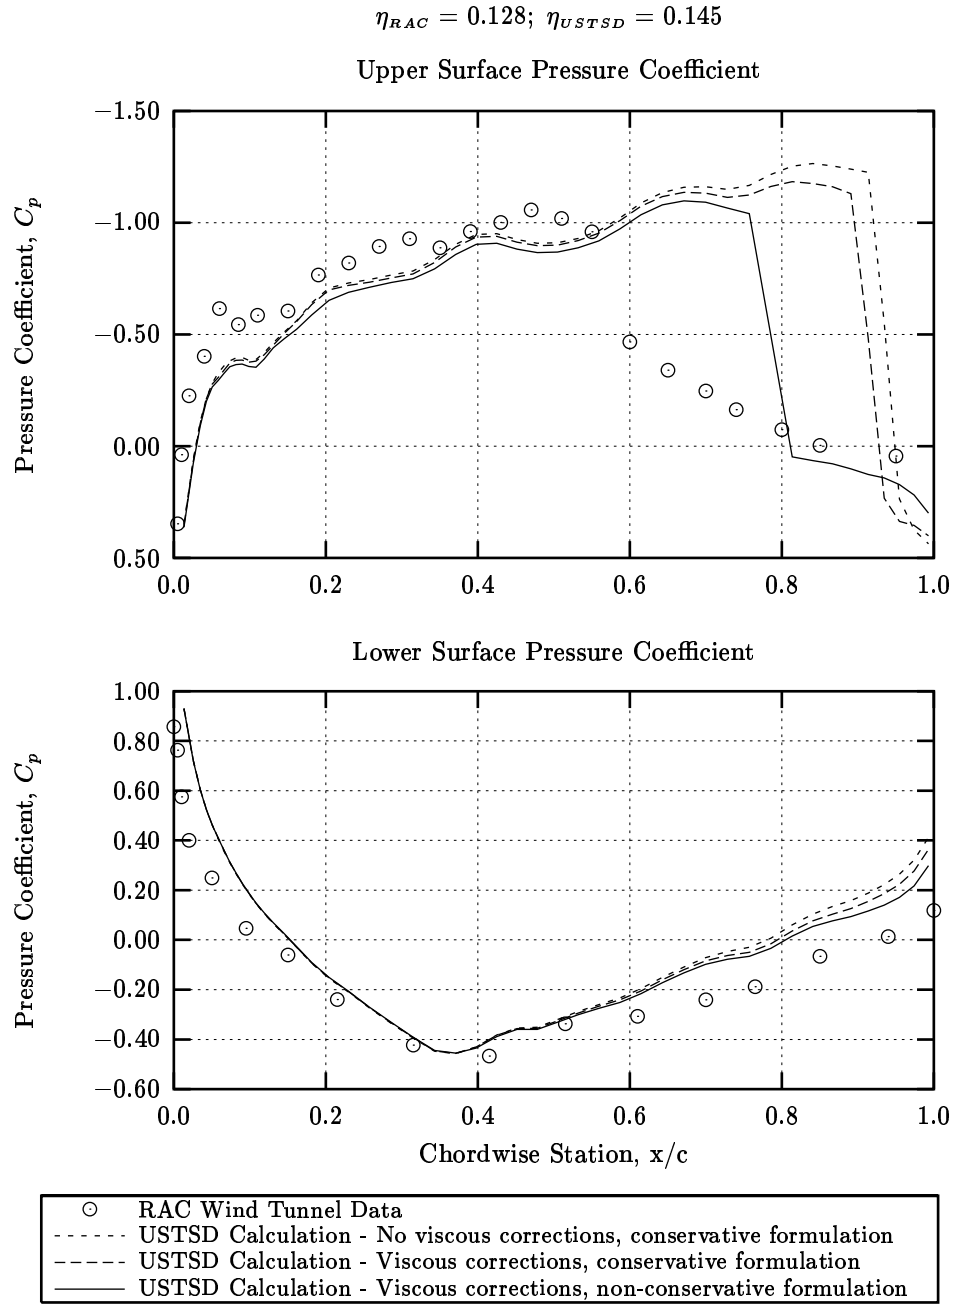 η_RAC = 0.128; η_USTSD = 0.145
Upper Surface Pressure Coefficient
Pressure Coefficient, C_p
−1.50
−1.00
−0.50
0.00
0.50
0.0 0.2 0.4 0.6 0.8 1.0
Lower Surface Pressure Coefficient
Pressure Coefficient, C_p
1.00
0.80
0.60
0.40
0.20
0.00
−0.20
−0.40
−0.60
0.0 0.2 0.4 0.6 0.8 1.0
Chordwise Station, x/c
RAC Wind Tunnel Data
USTSD Calculation - No viscous corrections, conservative formulation
USTSD Calculation - Viscous corrections, conservative formulation
USTSD Calculation - Viscous corrections, non-conservative formulation